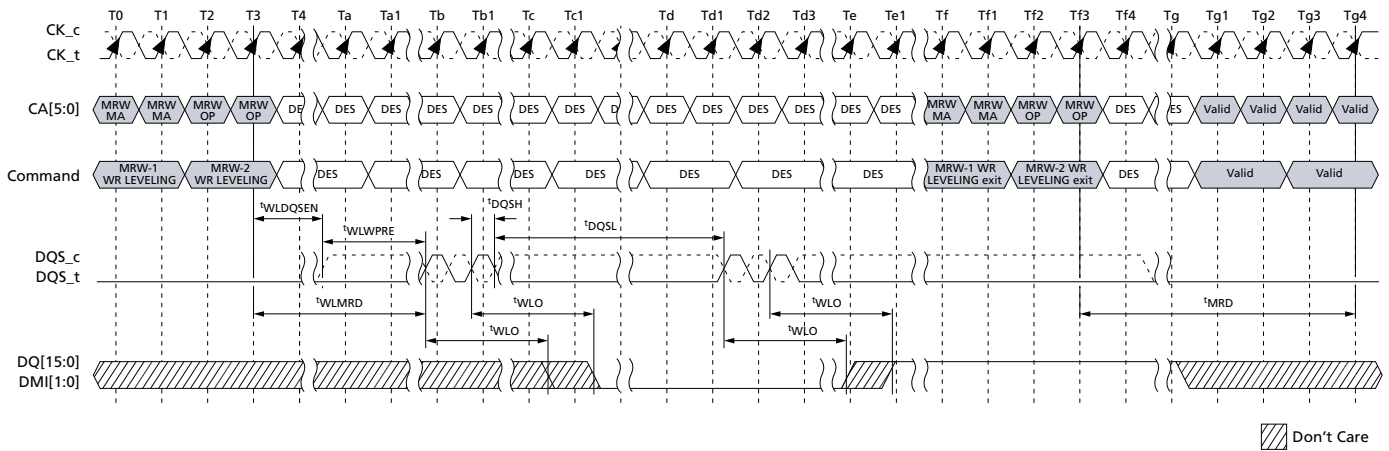 T0 T1 T2 T3 T4 Ta Ta1 Tb Tb1 Tc Tc1 Td Td1 Td2 Td3 Te Te1 Tf Tf1 Tf2 Tf3 Tf4 Tg Tg1 Tg2 Tg3 Tg4
CK_c
CK_t
CA[5:0]
MRW MA
MRW MA
MRW OP
MRW OP
DE
DES DES DES DES DES DES D DES DES DES DES DES DES
MRW MA
MRW MA
MRW OP
MRW OP
DES
ES
Valid Valid Valid Valid
Command
MRW-1
WR LEVELING
MRW-2
WR LEVELING
DES DES DES DES DES DES DES
MRW-1 WR
LEVELING exit
MRW-2 WR
LEVELING exit
DES
Valid Valid
tWLDQSEN
tDQSH
tWLWPRE
tDQSL
DQS_c
DQS_t
tWLMRD
tWLO
tWLO
tMRD
tWLO
tWLO
DQ[15:0]
DMI[1:0]
Don't Care